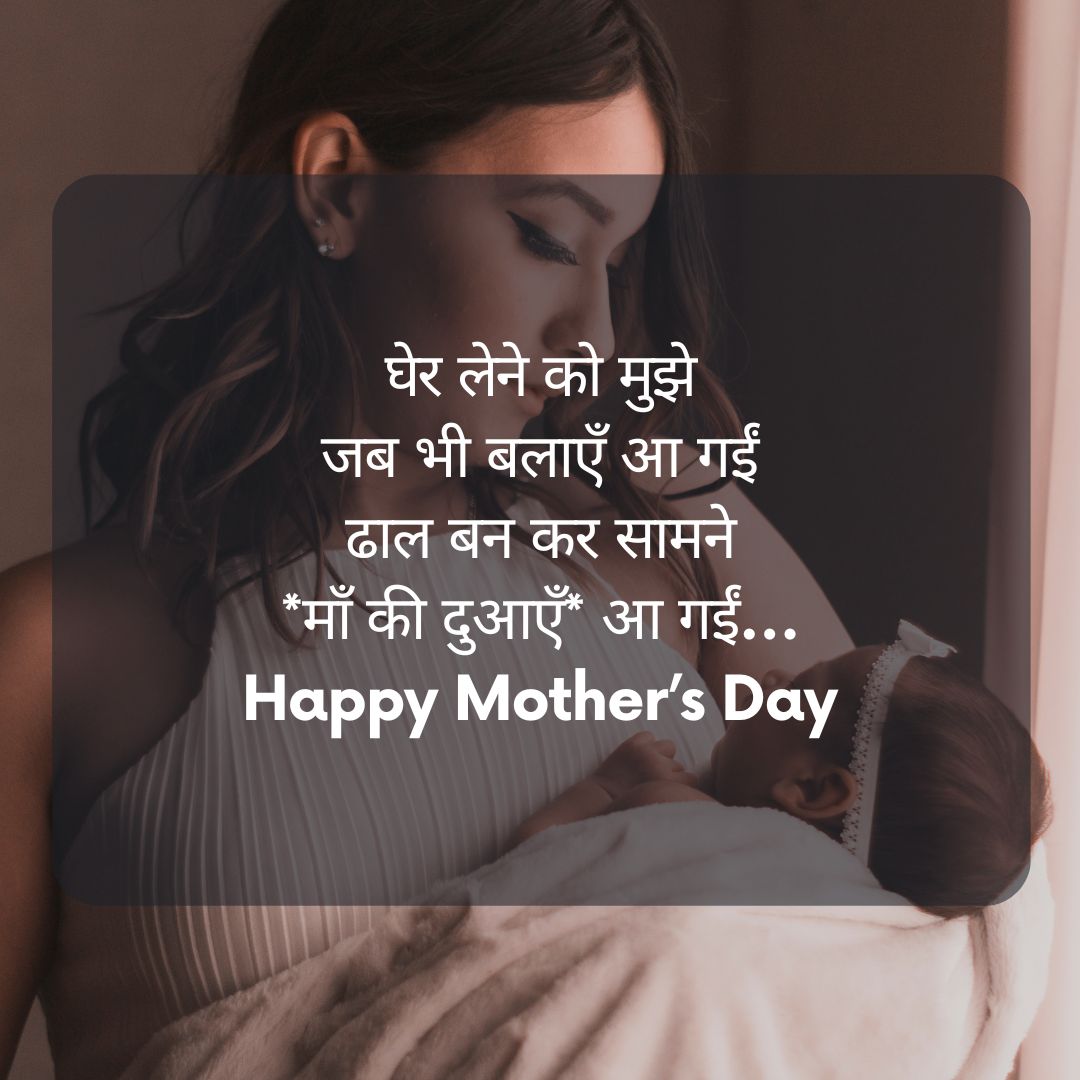 घेर लेने को मुझे
जब भी बलाएँ आ गईं
ढाल बन कर सामने
*माँ की दुआएँ* आ गईं...
Happy Mother’s Day